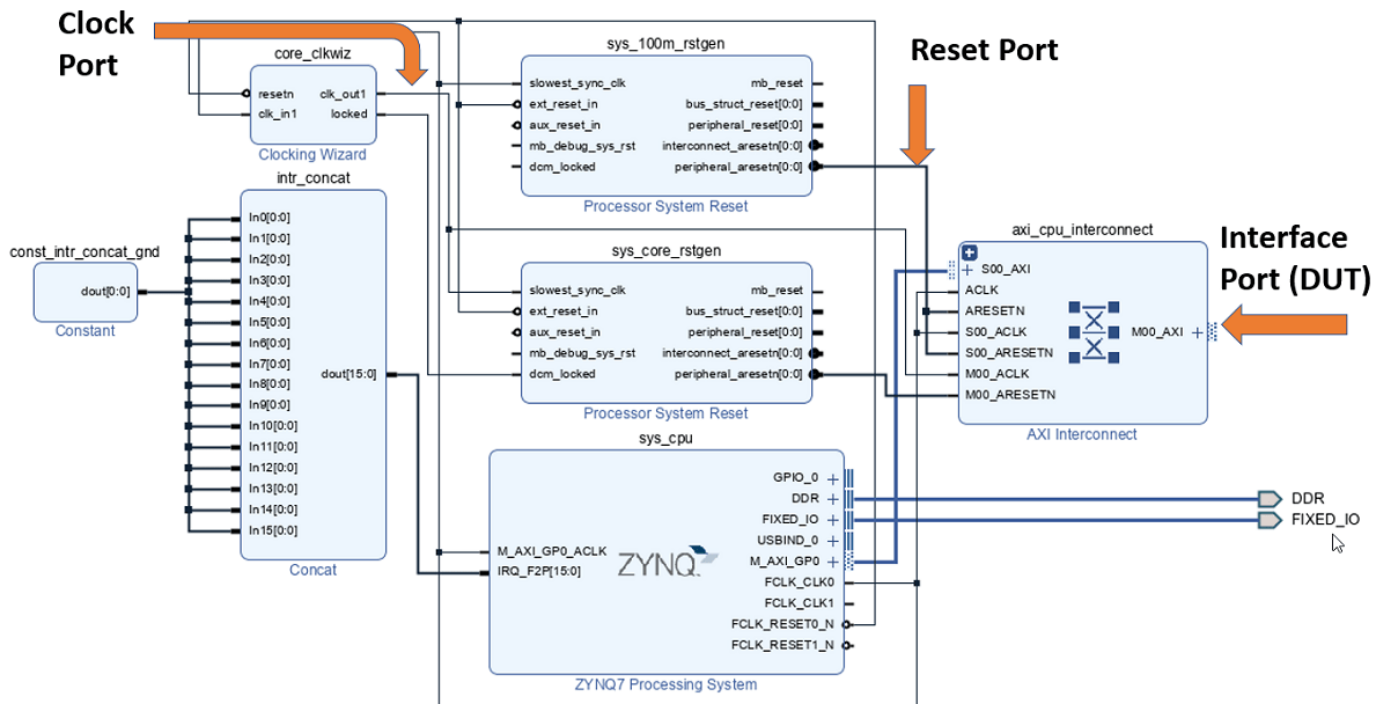 Clock
Port
core_clkwiz
resetn
clk_out1
clk_in1
locked
Clocking Wizard
sys_100m_rstgen
slowest_sync_clk
mb_reset
ext_reset_in
bus_struct_reset[0:0]
aux_reset_in
peripheral_reset[0:0]
mb_debug_sys_rst
interconnect_aresetn[0:0]
dcm_locked
peripheral_aresetn[0:0]
Processor System Reset
Reset Port
intr_concat
In0[0:0]
In1[0:0]
In2[0:0]
In3[0:0]
In4[0:0]
In5[0:0]
In6[0:0]
In7[0:0]
In8[0:0]
In9[0:0]
In10[0:0]
In11[0:0]
In12[0:0]
In13[0:0]
In14[0:0]
In15[0:0]
dout[15:0]
Concat
const_intr_concat_gnd
dout[0:0]
Constant
sys_core_rstgen
slowest_sync_clk
mb_reset
ext_reset_in
bus_struct_reset[0:0]
aux_reset_in
peripheral_reset[0:0]
mb_debug_sys_rst
interconnect_aresetn[0:0]
dcm_locked
peripheral_aresetn[0:0]
Processor System Reset
axi_cpu_interconnect
S00_AXI
ACLK
ARESETN
S00_ACLK
S00_ARESETN
M00_ACLK
M00_ARESETN
M00_AXI
AXI Interconnect
Interface
Port (DUT)
sys_cpu
GPIO_0
DDR
FIXED_IO
USBIND_0
M_AXI_GP0
FCLK_CLK0
FCLK_CLK1
FCLK_RESET0_N
FCLK_RESET1_N
M_AXI_GP0_ACLK
IRQ_F2P[15:0]
ZYNQ
ZYNQ7 Processing System
DDR
FIXED_IO